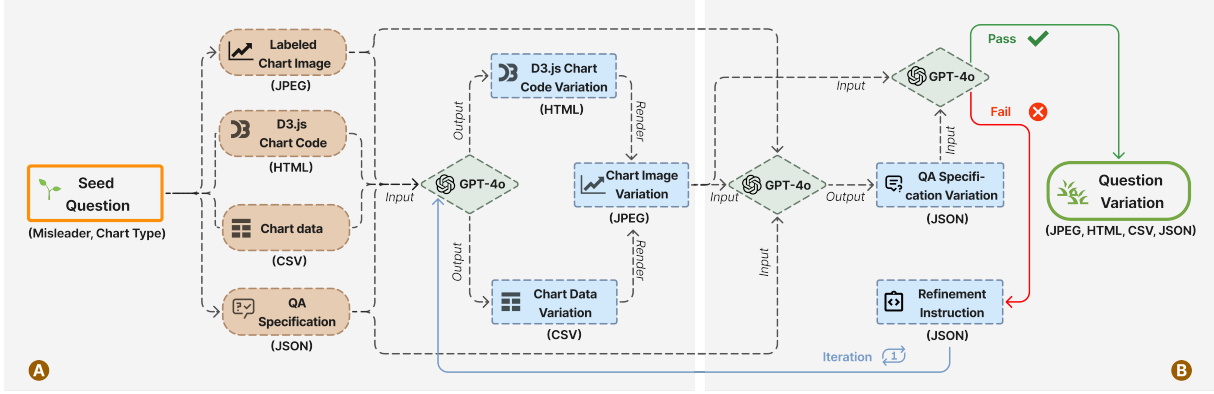 Seed
Question
(Misleader, Chart Type)
Labeled
Chart Image
(JPEG)
D3.js
Chart Code
(HTML)
Chart data
(CSV)
QA
Specification
(JSON)
Input
GPT-4o
Output
Output
D3.js Chart
Code Variation
(HTML)
Chart Data
Variation
(CSV)
Render
Render
Chart Image
Variation
(JPEG)
Input
Input
GPT-4o
Output
QA Specifi-
cation Variation
(JSON)
Input
Input
GPT-4o
Pass
Fail
Question
Variation
(JPEG, HTML, CSV, JSON)
Refinement
Instruction
(JSON)
Iteration
1
A
B